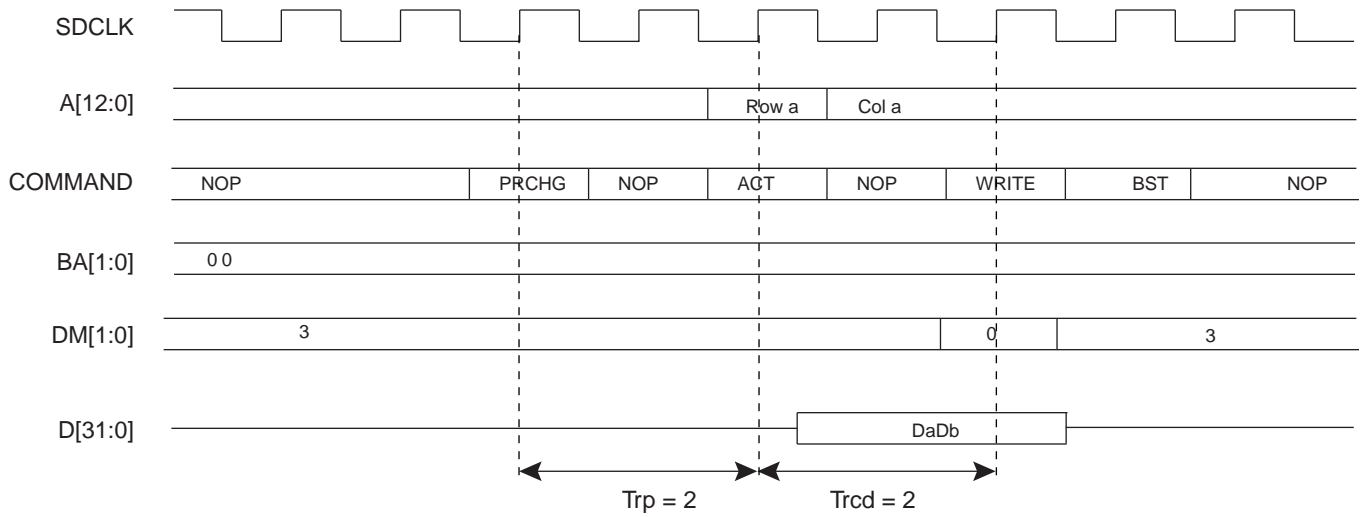 SDCLK
A[12:0] Row a Col a
COMMAND NOP PRCHG NOP ACT NOP WRITE BST NOP
BA[1:0] 0 0
DM[1:0] 3 0 3
D[31:0] DaDb
Trp = 2 Trcd = 2